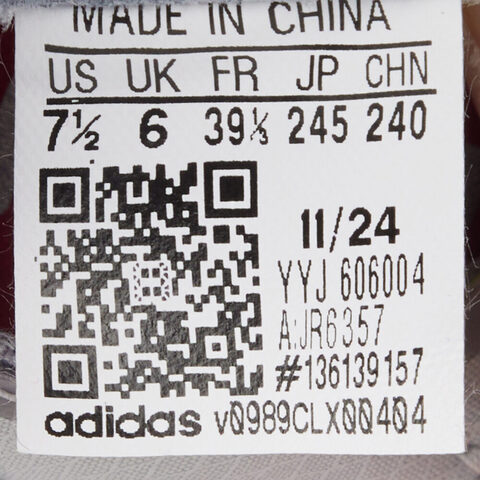 MADE IN CHINA
US UK FR JP CHN
7½ 6 39⅓ 245 240
11/24
YYJ 606004
A:JR6357
#136139157
adidas v0989CLX00404